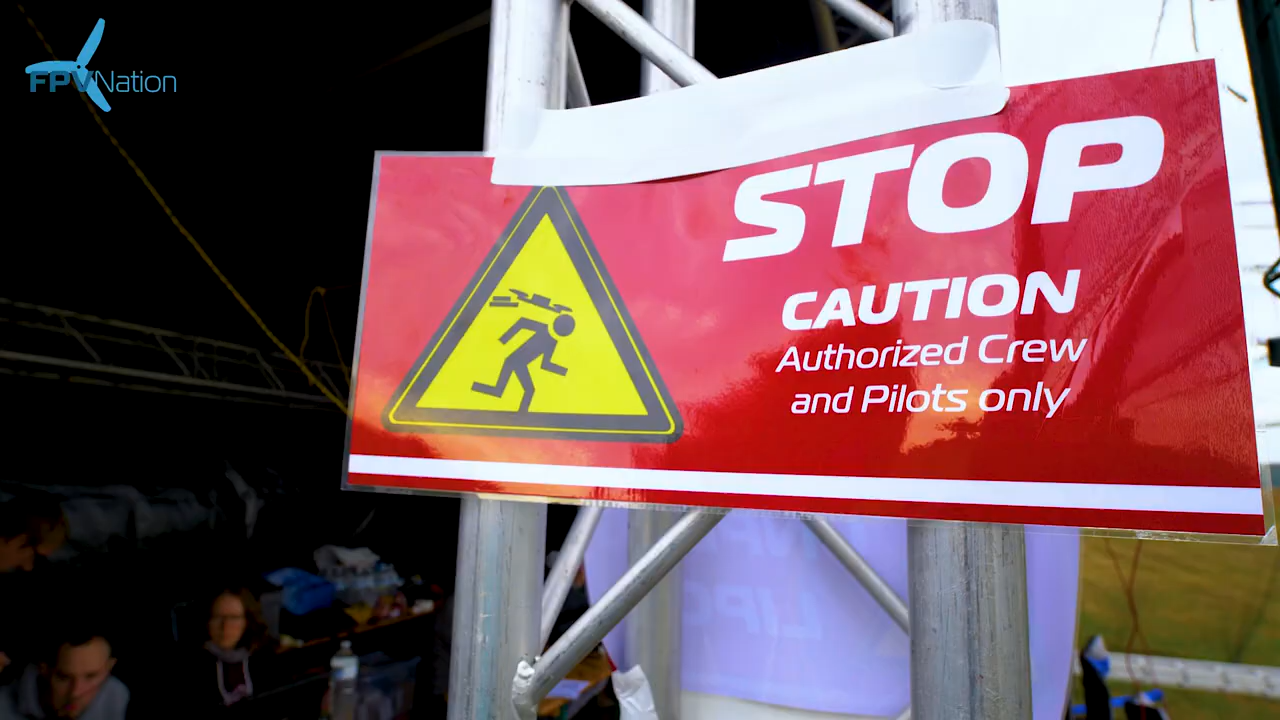 FPVNation
STOP
CAUTION
Authorized Crew
and Pilots only